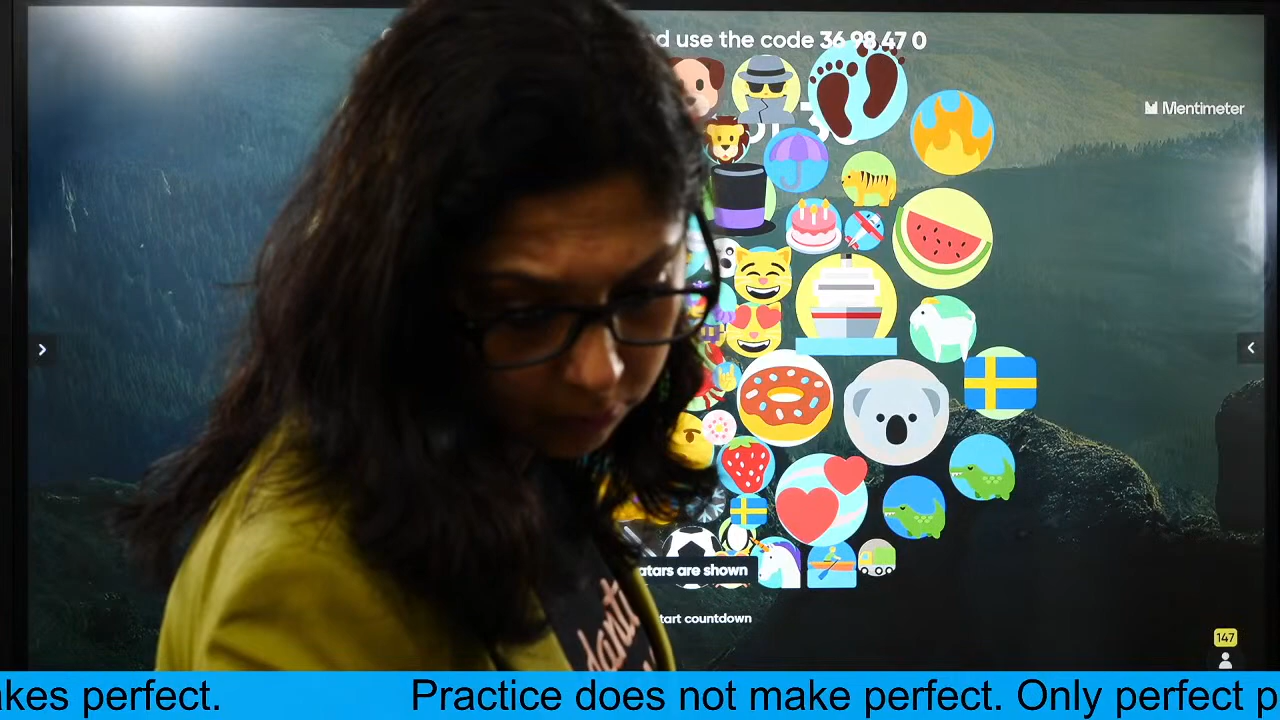 d use the code 36 98 47 0
Mentimeter
atars are shown
tart countdown
147
akes perfect. Practice does not make perfect. Only perfect p